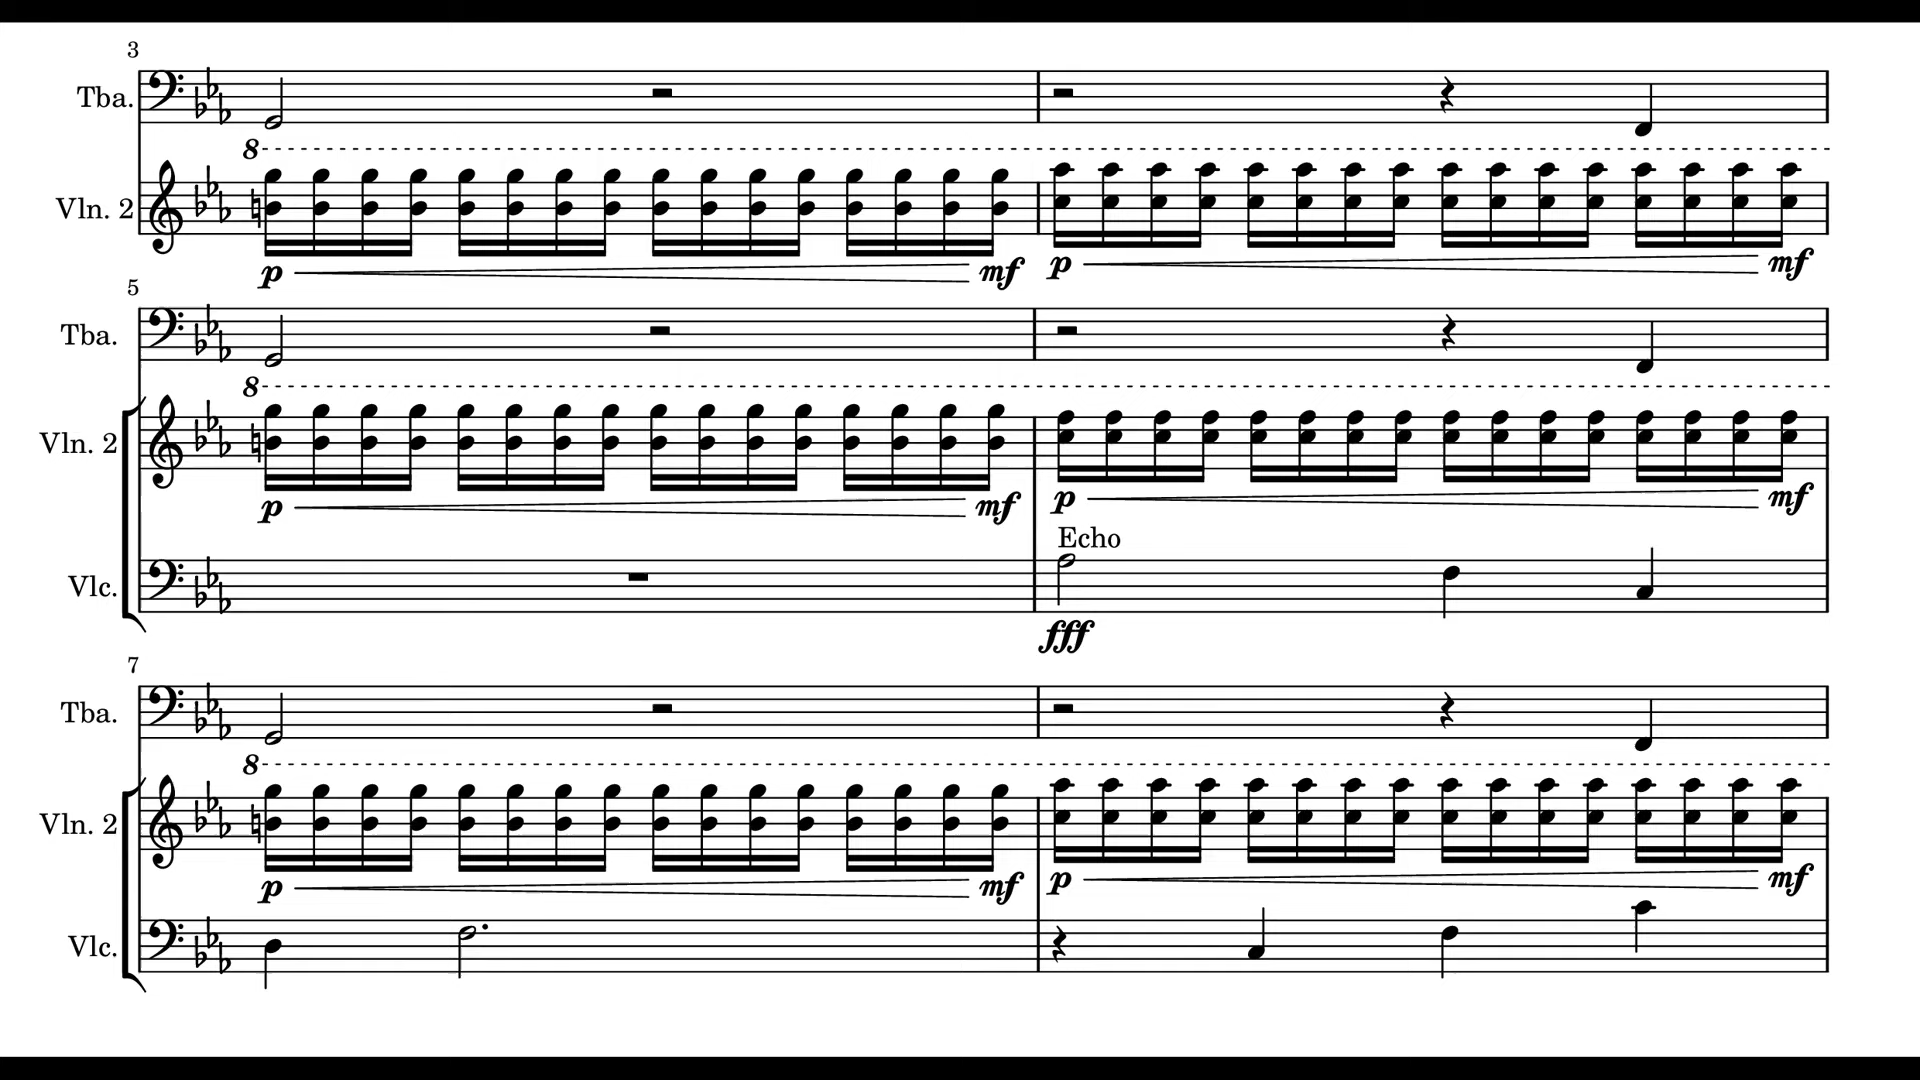 3
Tba.
8
Vln. 2
p mf p mf
5
Tba.
8
Vln. 2
p mf p mf
Echo
Vlc.
fff
7
Tba.
8
Vln. 2
p mf p mf
Vlc.